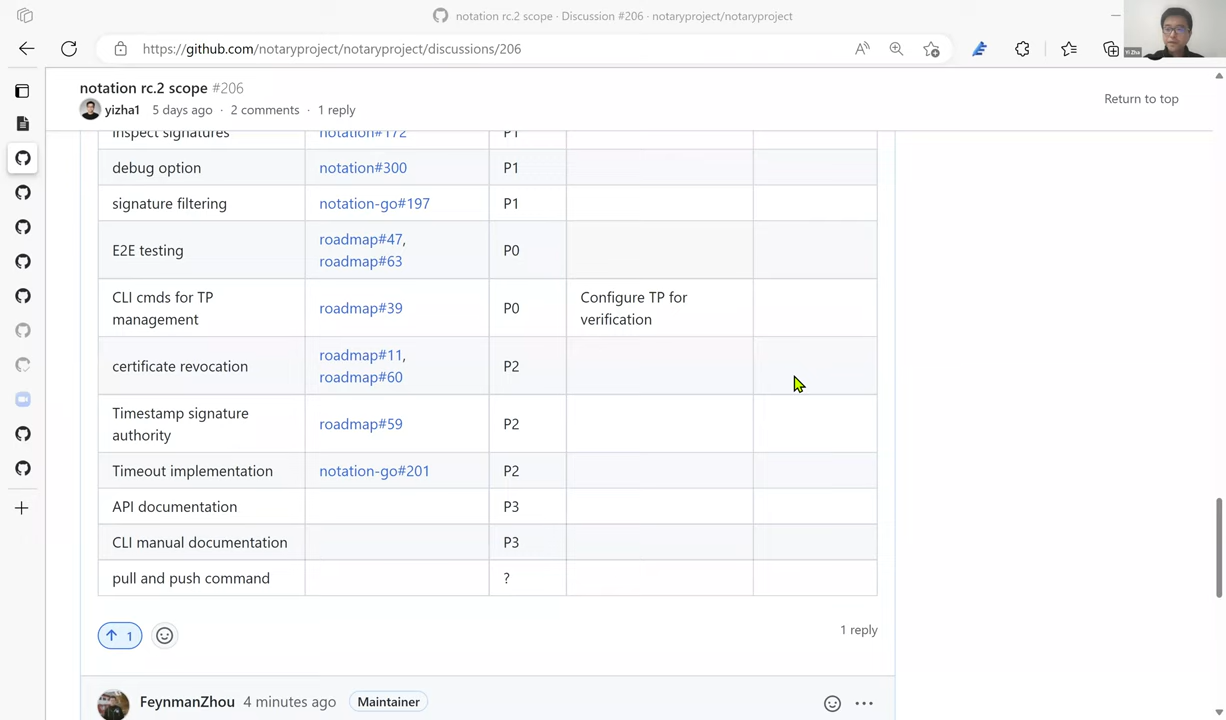 notation rc.2 scope · Discussion #206 · notaryproject/notaryproject
https://github.com/notaryproject/notaryproject/discussions/206
Yi Zha
notation rc.2 scope #206
yizha1 5 days ago · 2 comments · 1 reply
Return to top
inspect signatures notation#172 P1
debug option notation#300 P1
signature filtering notation-go#197 P1
E2E testing roadmap#47, roadmap#63 P0
CLI cmds for TP management roadmap#39 P0 Configure TP for verification
certificate revocation roadmap#11, roadmap#60 P2
Timestamp signature authority roadmap#59 P2
Timeout implementation notation-go#201 P2
API documentation P3
CLI manual documentation P3
pull and push command ?
1
1 reply
FeynmanZhou 4 minutes ago Maintainer